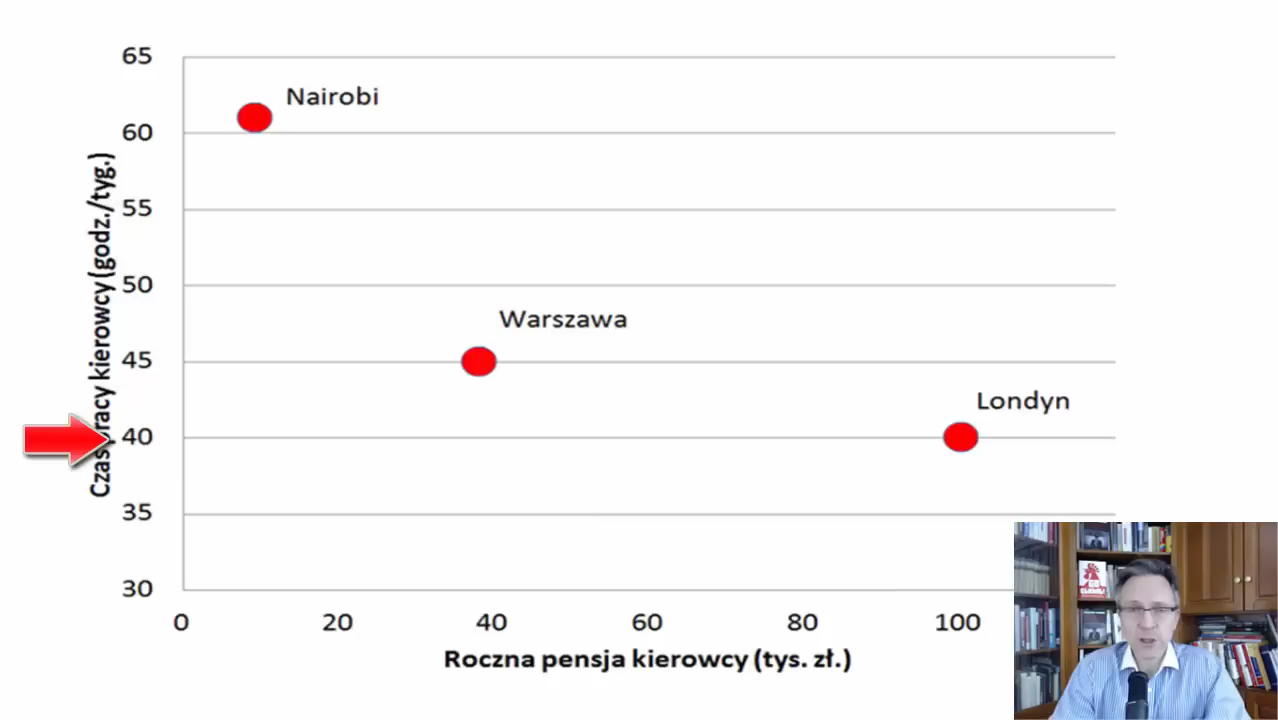 65
Nairobi
60
55
50
Warszawa
45
Londyn
40
35
30
Czas pracy kierowcy (godz./tyg.)
0 20 40 60 80 100
Roczna pensja kierowcy (tys. zł.)